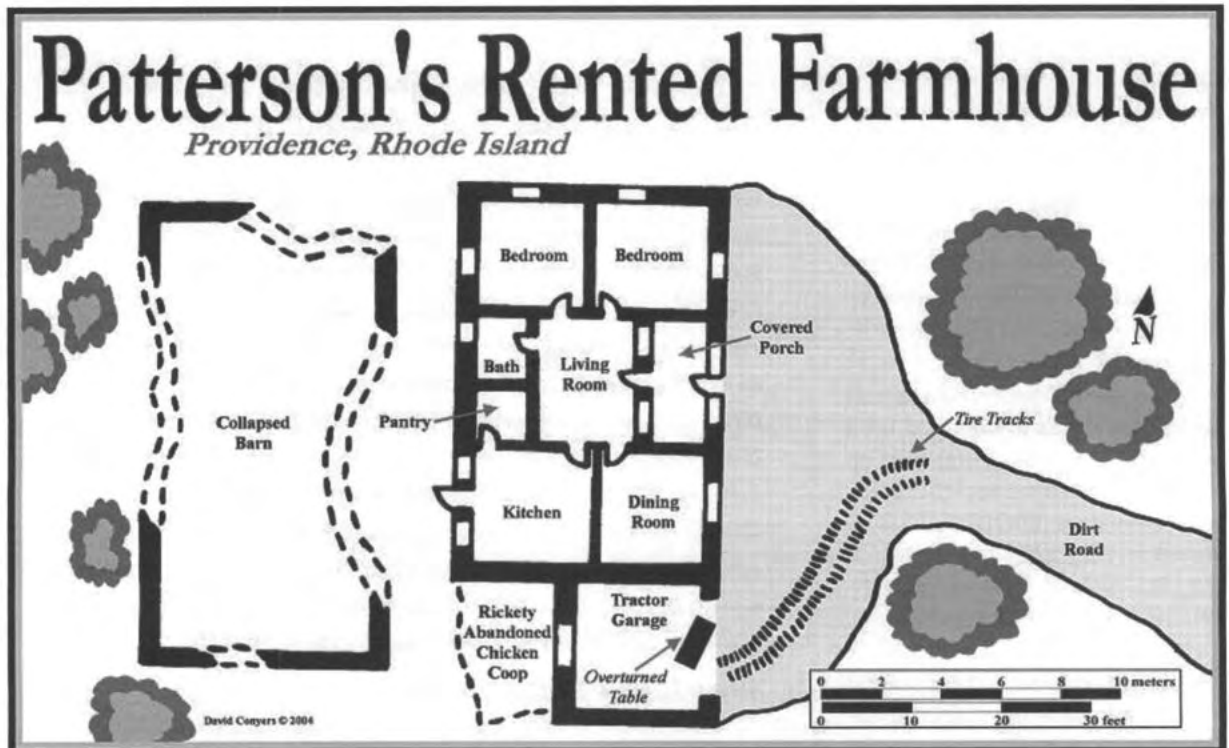 Patterson's Rented Farmhouse
Providence, Rhode Island
Bedroom
Bedroom
Covered
Porch
N
Bath
Living
Room
Pantry
Collapsed
Barn
Tire Tracks
Kitchen
Dining
Room
Dirt
Road
Rickety
Abandoned
Chicken
Coop
Tractor
Garage
Overturned
Table
0 2 4 6 8 10 meters
0 10 20 30 feet
David Conyers © 2004